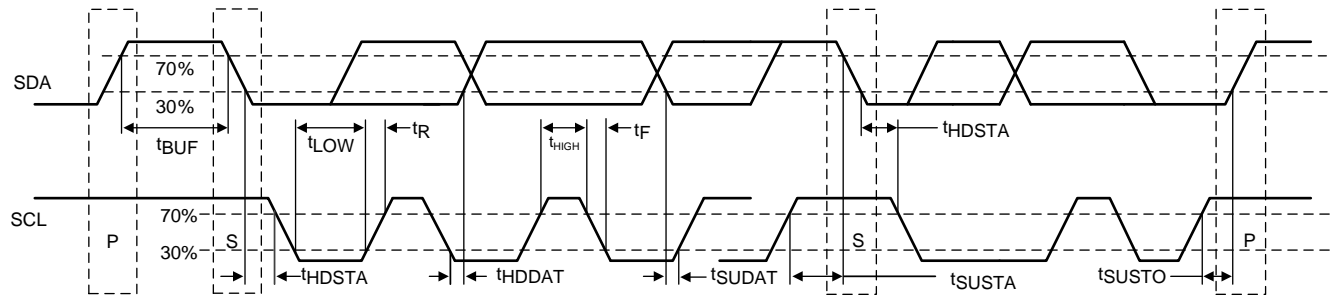 SDA
70%
30%
tBUF
tLOW
tR
tHIGH
tF
tHDSTA
SCL
70%
30%
P
S
S
P
tHDSTA
tHDDAT
tSUDAT
tSUSTA
tSUSTO